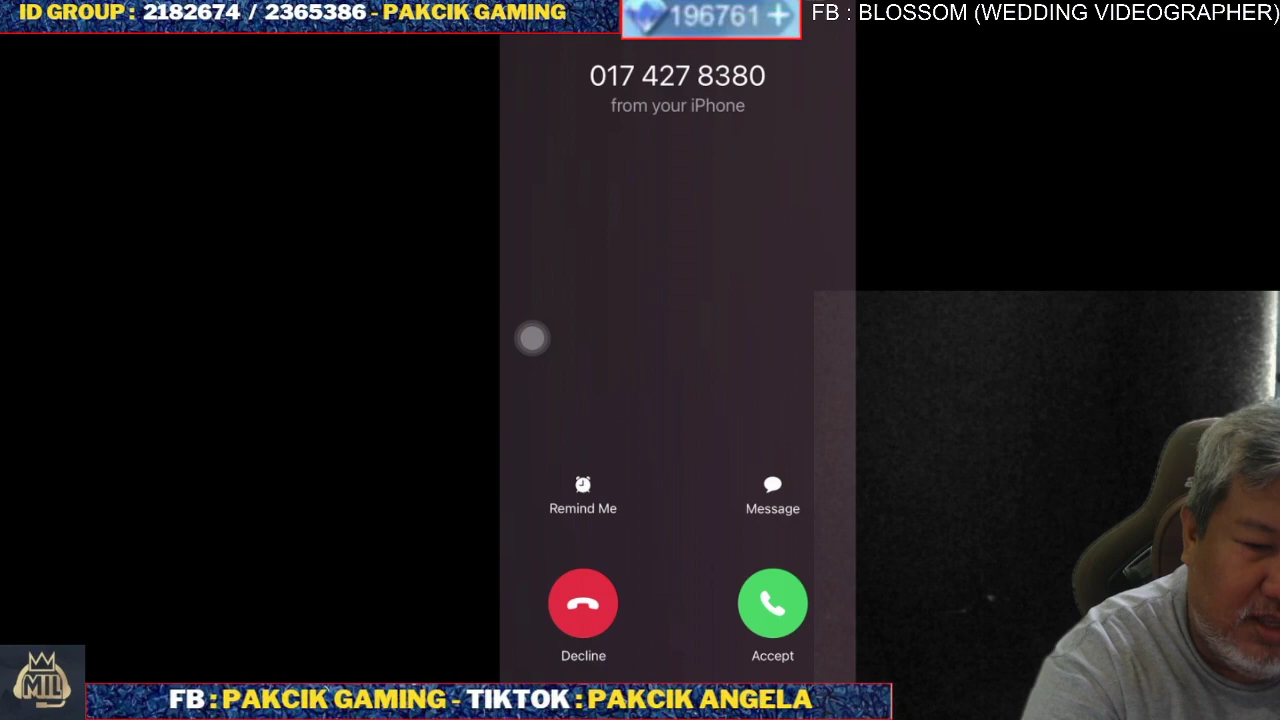 ID GROUP : 2182674 / 2365386 - PAKCIK GAMING
196761 +
FB : BLOSSOM (WEDDING VIDEOGRAPHER)
017 427 8380
from your iPhone
Remind Me
Message
Decline
Accept
MIL
FB : PAKCIK GAMING - TIKTOK : PAKCIK ANGELA